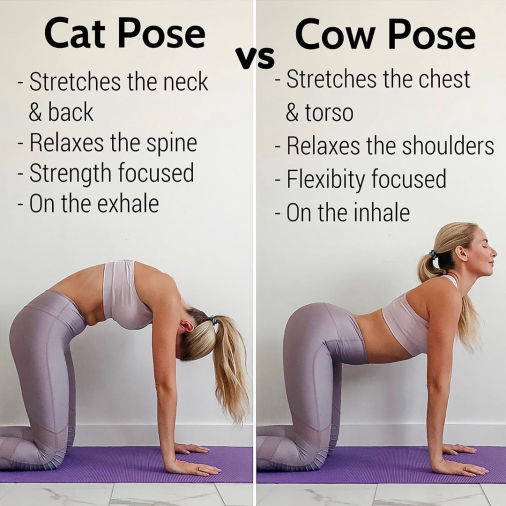 Cat Pose
- Stretches the neck
& back
- Relaxes the spine
- Strength focused
- On the exhale
vs
Cow Pose
- Stretches the chest
& torso
- Relaxes the shoulders
- Flexibity focused
- On the inhale